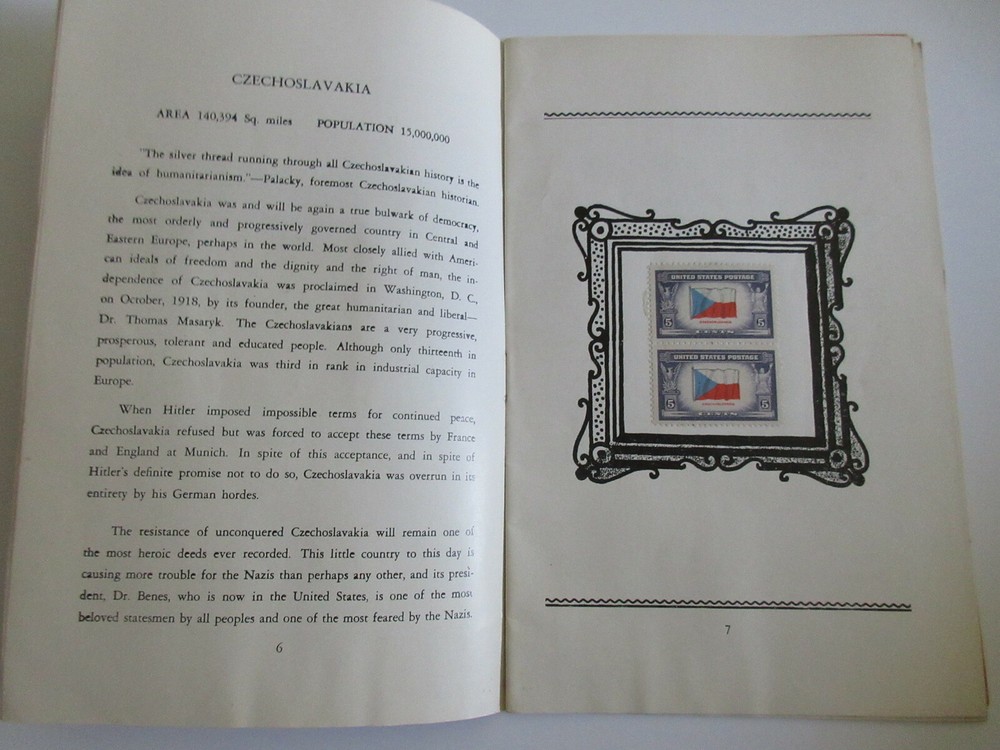 CZECHOSLAVAKIA
AREA 140,394 Sq. miles POPULATION 15,000,000
"The silver thread running through all Czechoslavakian history is the
idea of humanitarianism."—Palacky, foremost Czechoslavakian historian.
Czechoslavakia was and will be again a true bulwark of democracy,
the most orderly and progressively governed country in Central and
Eastern Europe, perhaps in the world. Most closely allied with Ameri-
can ideals of freedom and the dignity and the right of man, the in-
dependence of Czechoslavakia was proclaimed in Washington, D. C.,
on October, 1918, by its founder, the great humanitarian and liberal—
Dr. Thomas Masaryk. The Czechoslavakians are a very progressive,
prosperous, tolerant and educated people. Although only thirteenth in
population, Czechoslavakia was third in rank in industrial capacity in
Europe.
When Hitler imposed impossible terms for continued peace,
Czechoslavakia refused but was forced to accept these terms by France
and England at Munich. In spite of this acceptance, and in spite of
Hitler's definite promise not to do so, Czechoslavakia was overrun in its
entirety by his German hordes.
The resistance of unconquered Czechoslavakia will remain one of
the most heroic deeds ever recorded. This little country to this day is
causing more trouble for the Nazis than perhaps any other, and its presi-
dent, Dr. Benes, who is now in the United States, is one of the most
beloved statesmen by all peoples and one of the most feared by the Nazis.
6
UNITED STATES POSTAGE
5 5
CENTS
UNITED STATES POSTAGE
5 5
CENTS
7